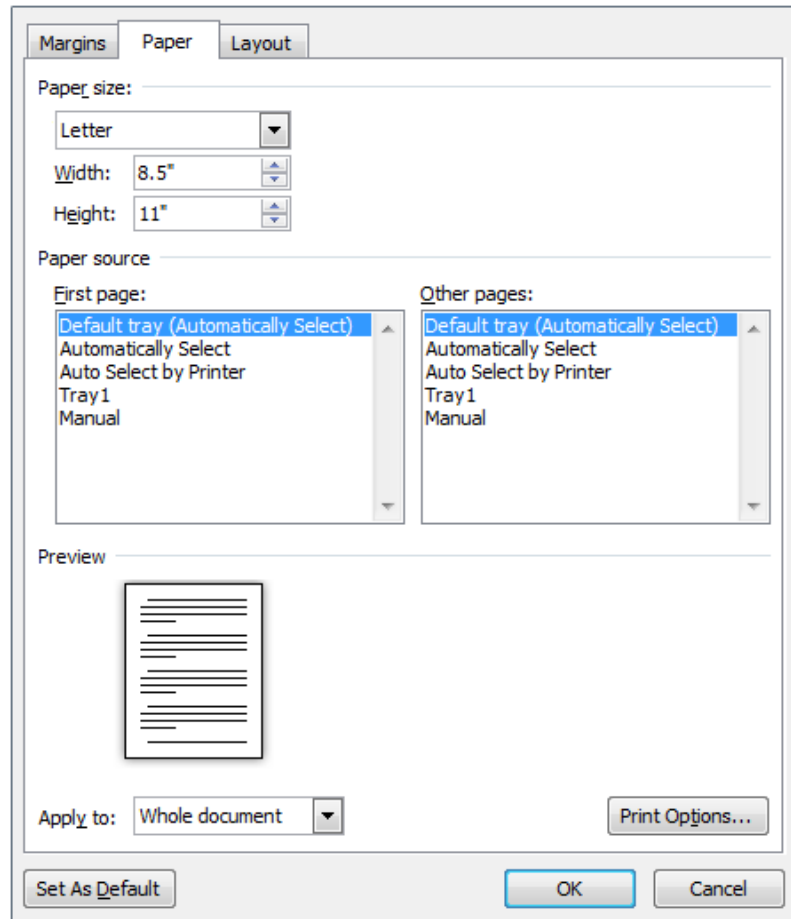 Margins Paper Layout
Paper size:
Letter
Width: 8.5"
Height: 11"
Paper source
First page: Other pages:
Default tray (Automatically Select) Default tray (Automatically Select)
Automatically Select Automatically Select
Auto Select by Printer Auto Select by Printer
Tray1 Tray1
Manual Manual
Preview
Apply to: Whole document Print Options...
Set As Default OK Cancel